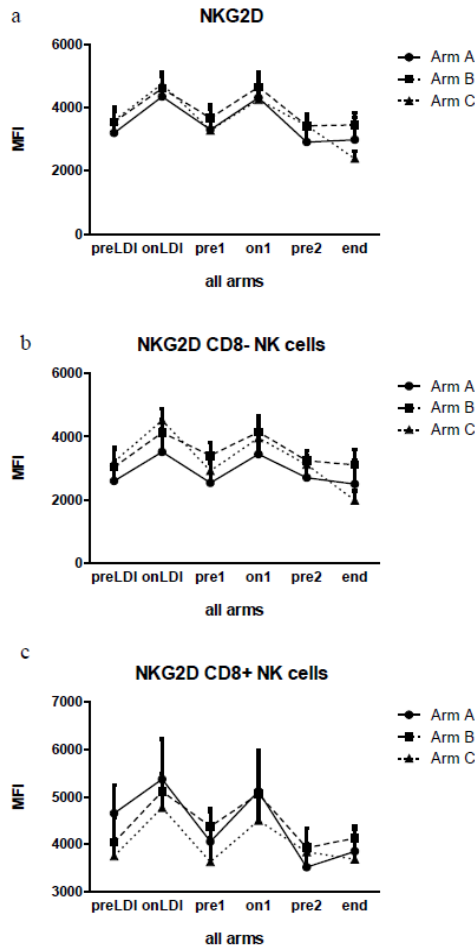 a
NKG2D
6000
4000
2000
0
MFI
preLDI onLDI pre1 on1 pre2 end
all arms
Arm A
Arm B
Arm C
b
NKG2D CD8- NK cells
6000
4000
2000
0
MFI
preLDI onLDI pre1 on1 pre2 end
all arms
Arm A
Arm B
Arm C
c
NKG2D CD8+ NK cells
7000
6000
5000
4000
3000
MFI
preLDI onLDI pre1 on1 pre2 end
all arms
Arm A
Arm B
Arm C